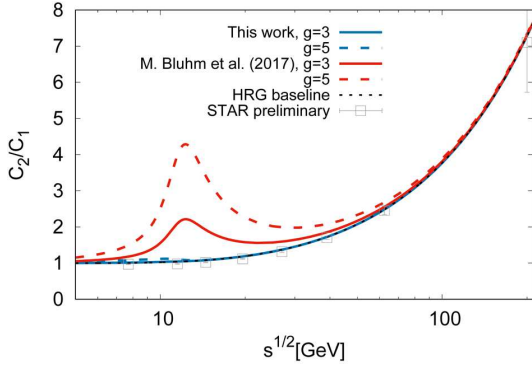 8
7
6
5
4
3
2
1
0
C2/C1
This work, g=3
g=5
M. Bluhm et al. (2017), g=3
g=5
HRG baseline
STAR preliminary
10
100
s^1/2[GeV]